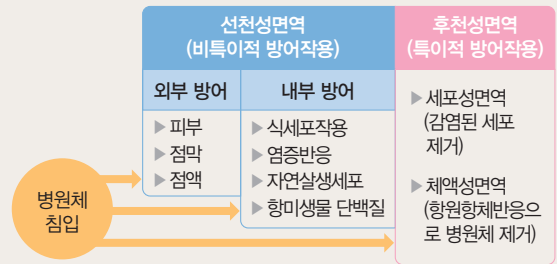 선천성면역
(비특이적 방어작용)
후천성면역
(특이적 방어작용)
외부 방어
내부 방어
▶피부
▶점막
▶점액
▶식세포작용
▶염증반응
▶자연살생세포
▶항미생물 단백질
▶세포성면역
(감염된 세포
제거)
▶체액성면역
(항원항체반응으
로 병원체 제거)
병원체
침입